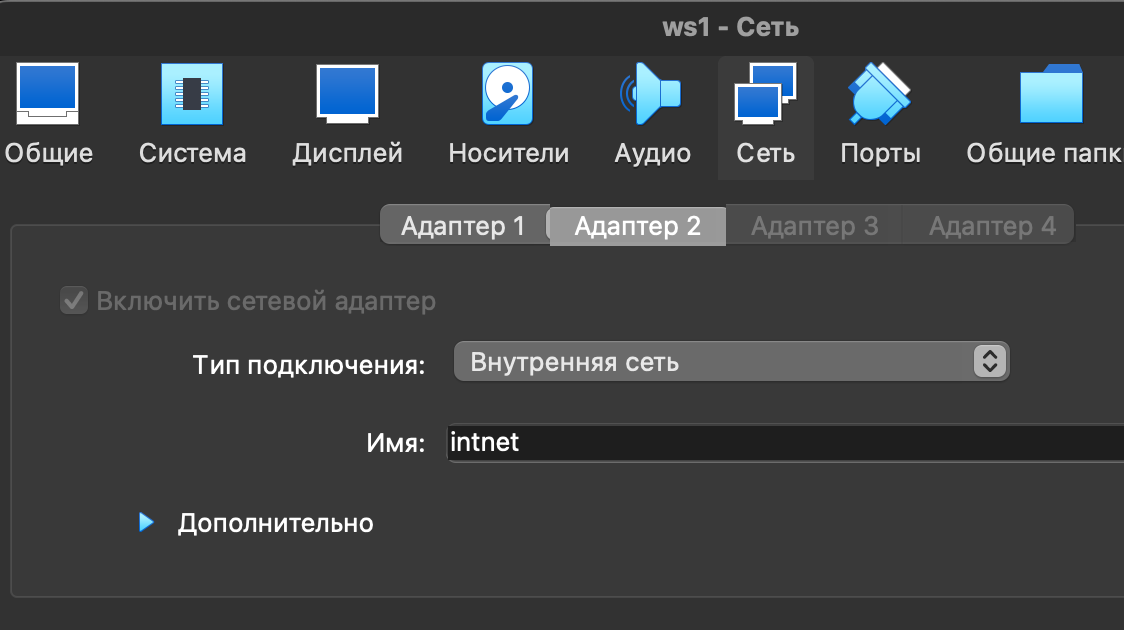 ws1 - Сеть
Общие Система Дисплей Носители Аудио Сеть Порты Общие папк
Адаптер 1 Адаптер 2 Адаптер 3 Адаптер 4
Включить сетевой адаптер
Тип подключения: Внутренняя сеть
Имя: intnet
Дополнительно